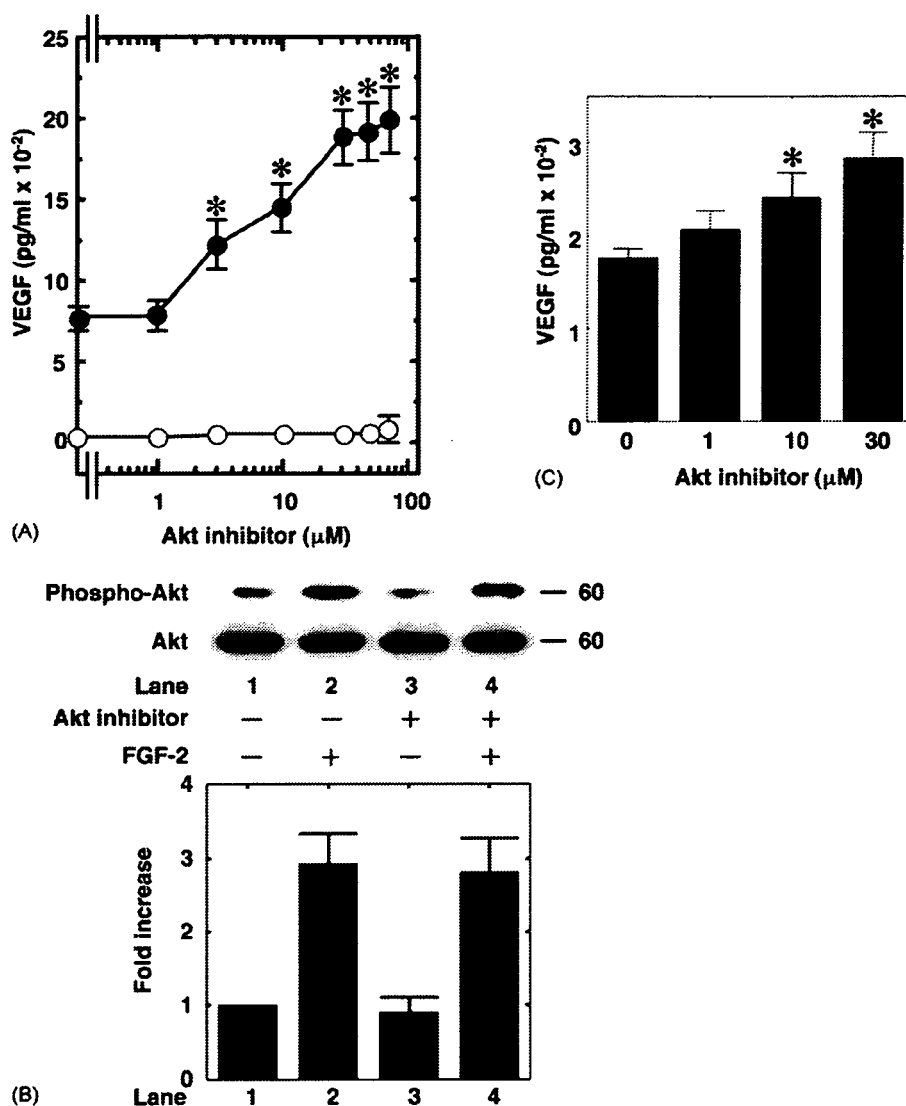 25
20
15
10
5
0
VEGF (pg/ml x 10-2)
* * * * *
1 10 100
Akt inhibitor (μM)
(A)
3
2
1
0
VEGF (pg/ml x 10-2)
* *
0 1 10 30
Akt inhibitor (μM)
(C)
Phospho-Akt — 60
Akt — 60
Lane 1 2 3 4
Akt inhibitor — — + +
FGF-2 — + — +
4
3
2
1
0
Fold increase
Lane 1 2 3 4
(B)